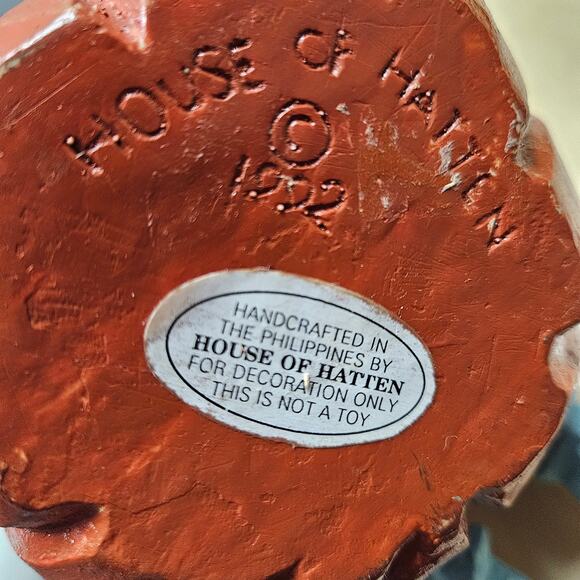 HOUSE OF HATTEN
©
1992
HANDCRAFTED IN
THE PHILIPPINES BY
HOUSE OF HATTEN
FOR DECORATION ONLY
THIS IS NOT A TOY